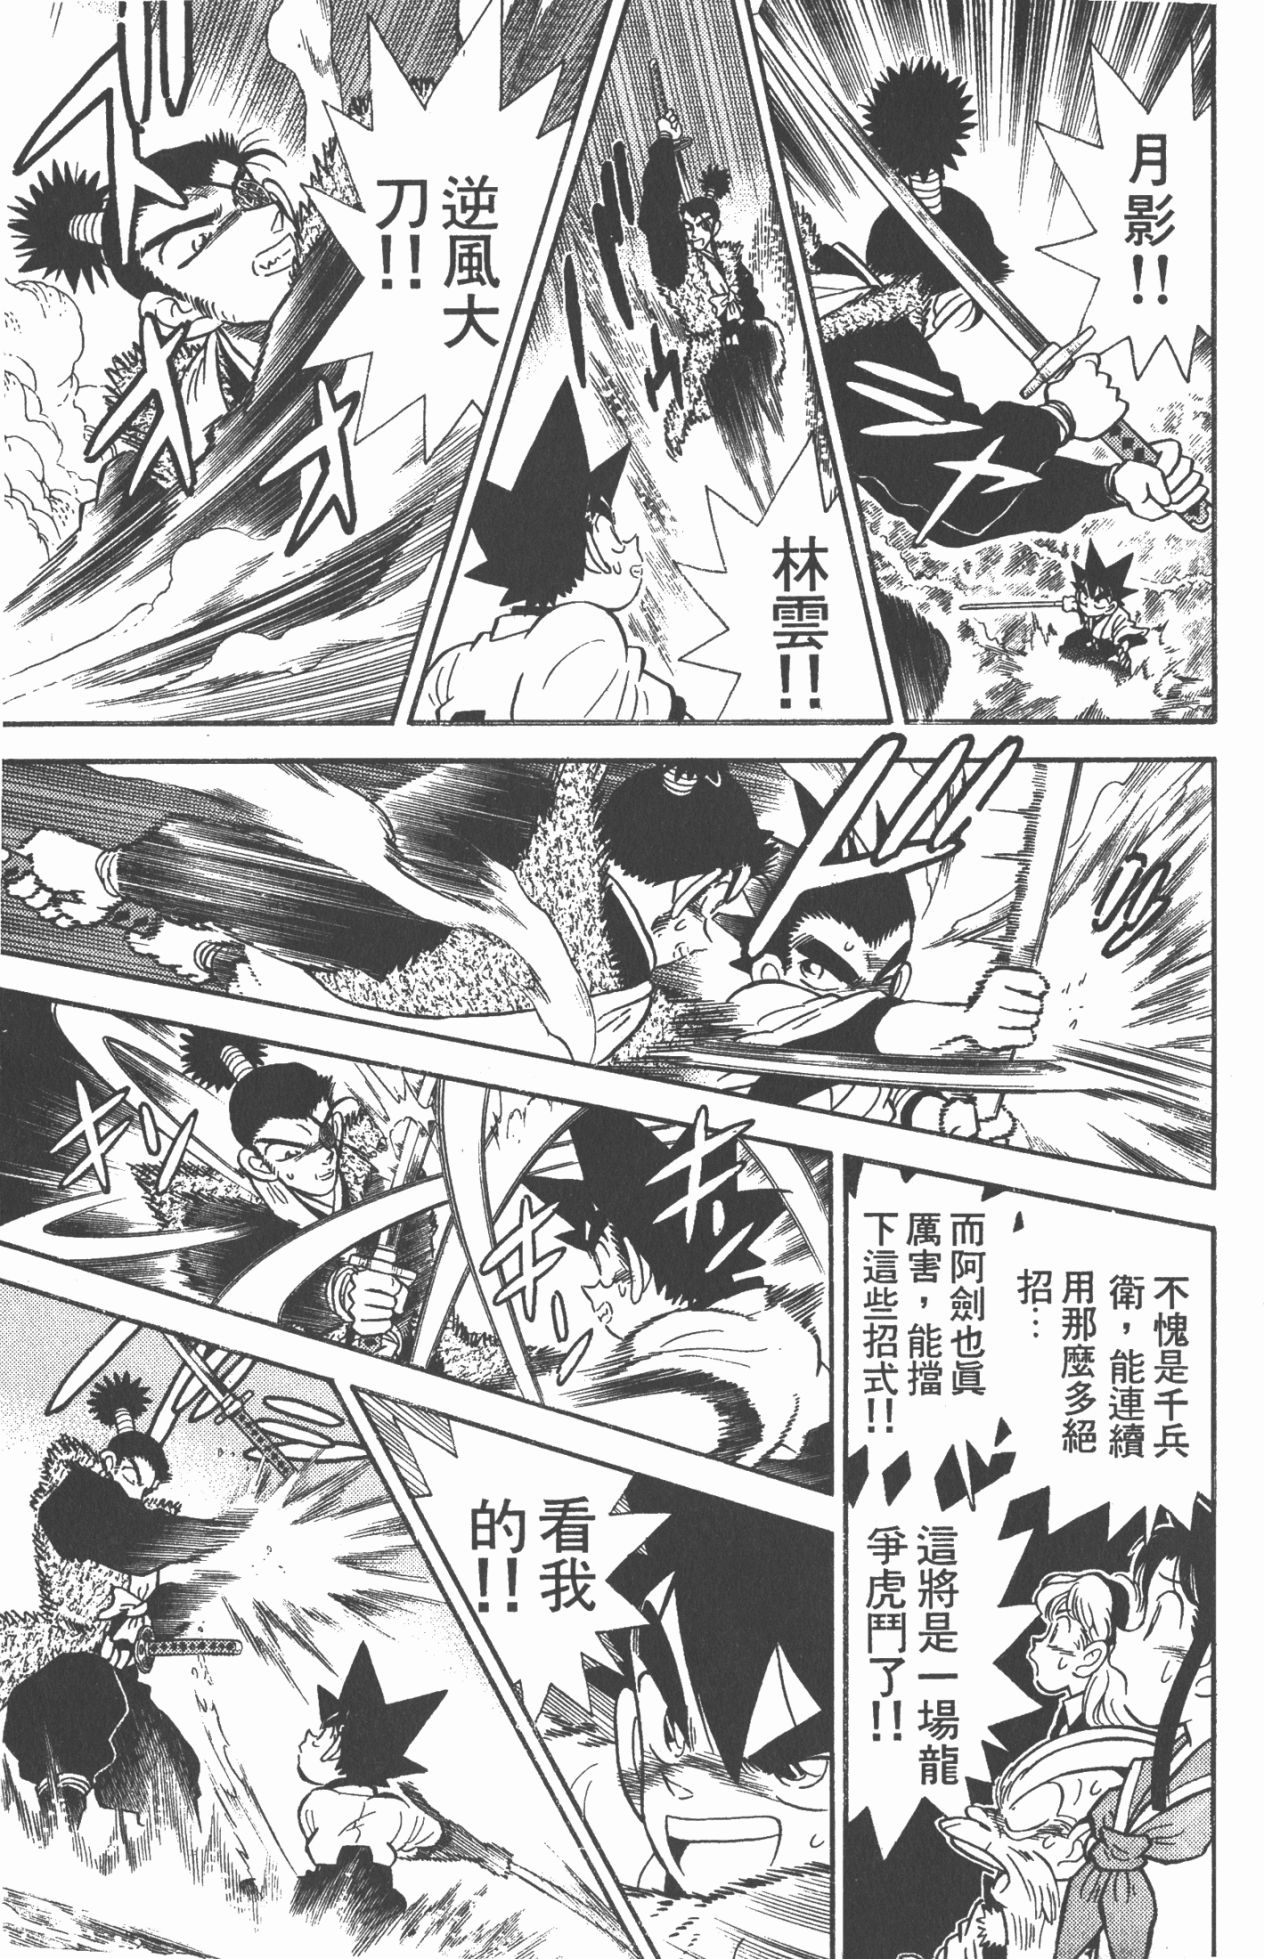 月影!!
林雲!!
逆風大
刀!!
不愧是千兵
衛，能連續
用那麼多絕
招…
而阿劍也真
厲害，能擋
下這些招式!!
這將是一場龍
爭虎鬥了!!
看我
的!!